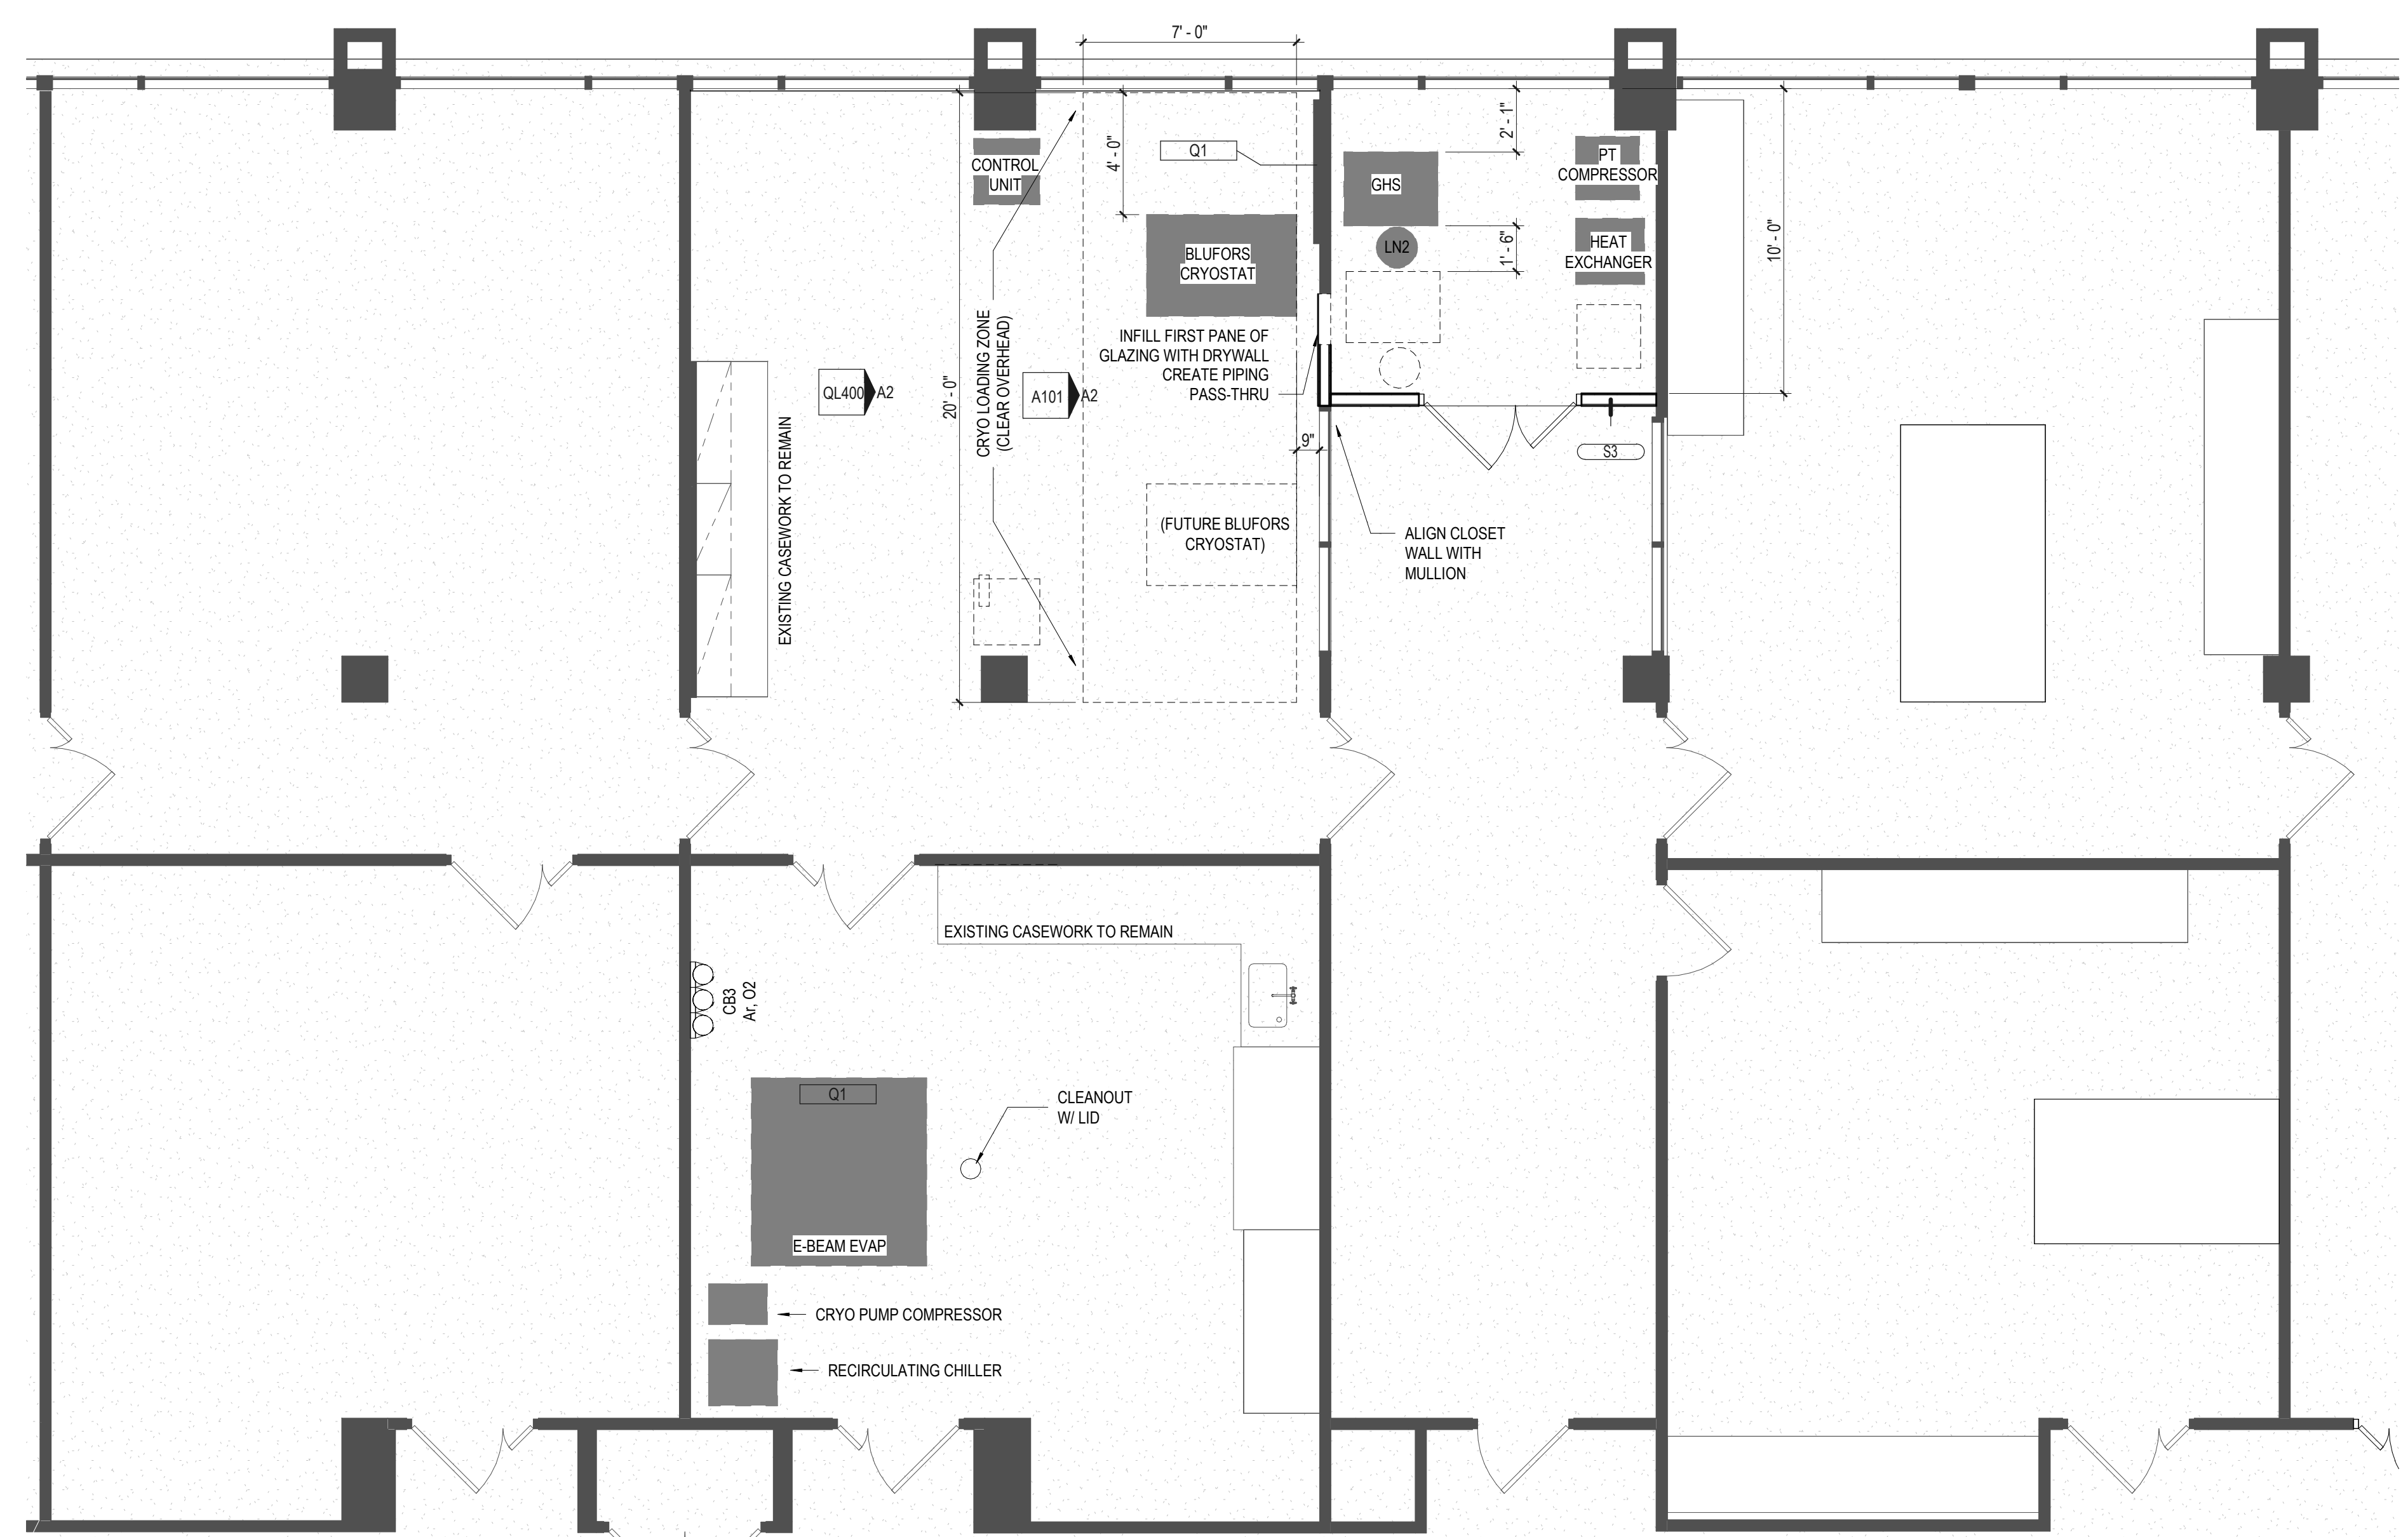 7' - 0"
2' - 1"
4' - 0"
Q1
CONTROL
UNIT
GHS
PT
COMPRESSOR
LN2
1' - 6"
HEAT
EXCHANGER
10' - 0"
BLUFORS
CRYOSTAT
INFILL FIRST PANE OF
GLAZING WITH DRYWALL
CREATE PIPING
PASS-THRU
CRYO LOADING ZONE
(CLEAR OVERHEAD)
20' - 0"
QL400 A2
A101 A2
9"
S3
EXISTING CASEWORK TO REMAIN
(FUTURE BLUFORS
CRYOSTAT)
ALIGN CLOSET
WALL WITH
MULLION
EXISTING CASEWORK TO REMAIN
CB3
Ar, O2
Q1
CLEANOUT
W/ LID
E-BEAM EVAP
CRYO PUMP COMPRESSOR
RECIRCULATING CHILLER